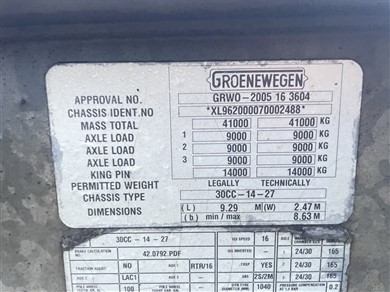 GROENEWEGEN
APPROVAL NO. GRWO-2005 16 3604
CHASSIS IDENT.NO *XL962000070002488*
MASS TOTAL 41000 41000 KG
AXLE LOAD 1 9000 9000 KG
AXLE LOAD 2 9000 9000 KG
AXLE LOAD 3 9000 9000 KG
KING PIN 14000 14000 KG
PERMITTED WEIGHT LEGALLY TECHNICALLY
CHASSIS TYPE 30CC-14-27
DIMENSIONS (L) 9.29 M(W) 2.47 M
(b) min / max 8.63 M
30CC-14-27 16 24/30 165
42.0792.PDF 24/30 165
NO RTR/16 YES 24/30 165
LAC1 2S/2M
100 1040 0.2